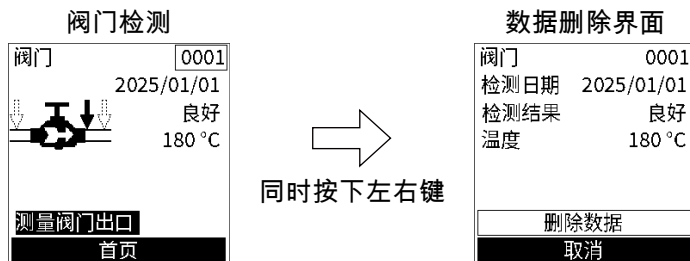 阀门检测
阀门 0001
2025/01/01
良好
180 °C
测量阀门出口
首页
同时按下左右键
数据删除界面
阀门 0001
检测日期 2025/01/01
检测结果 良好
温度 180 °C
删除数据
取消